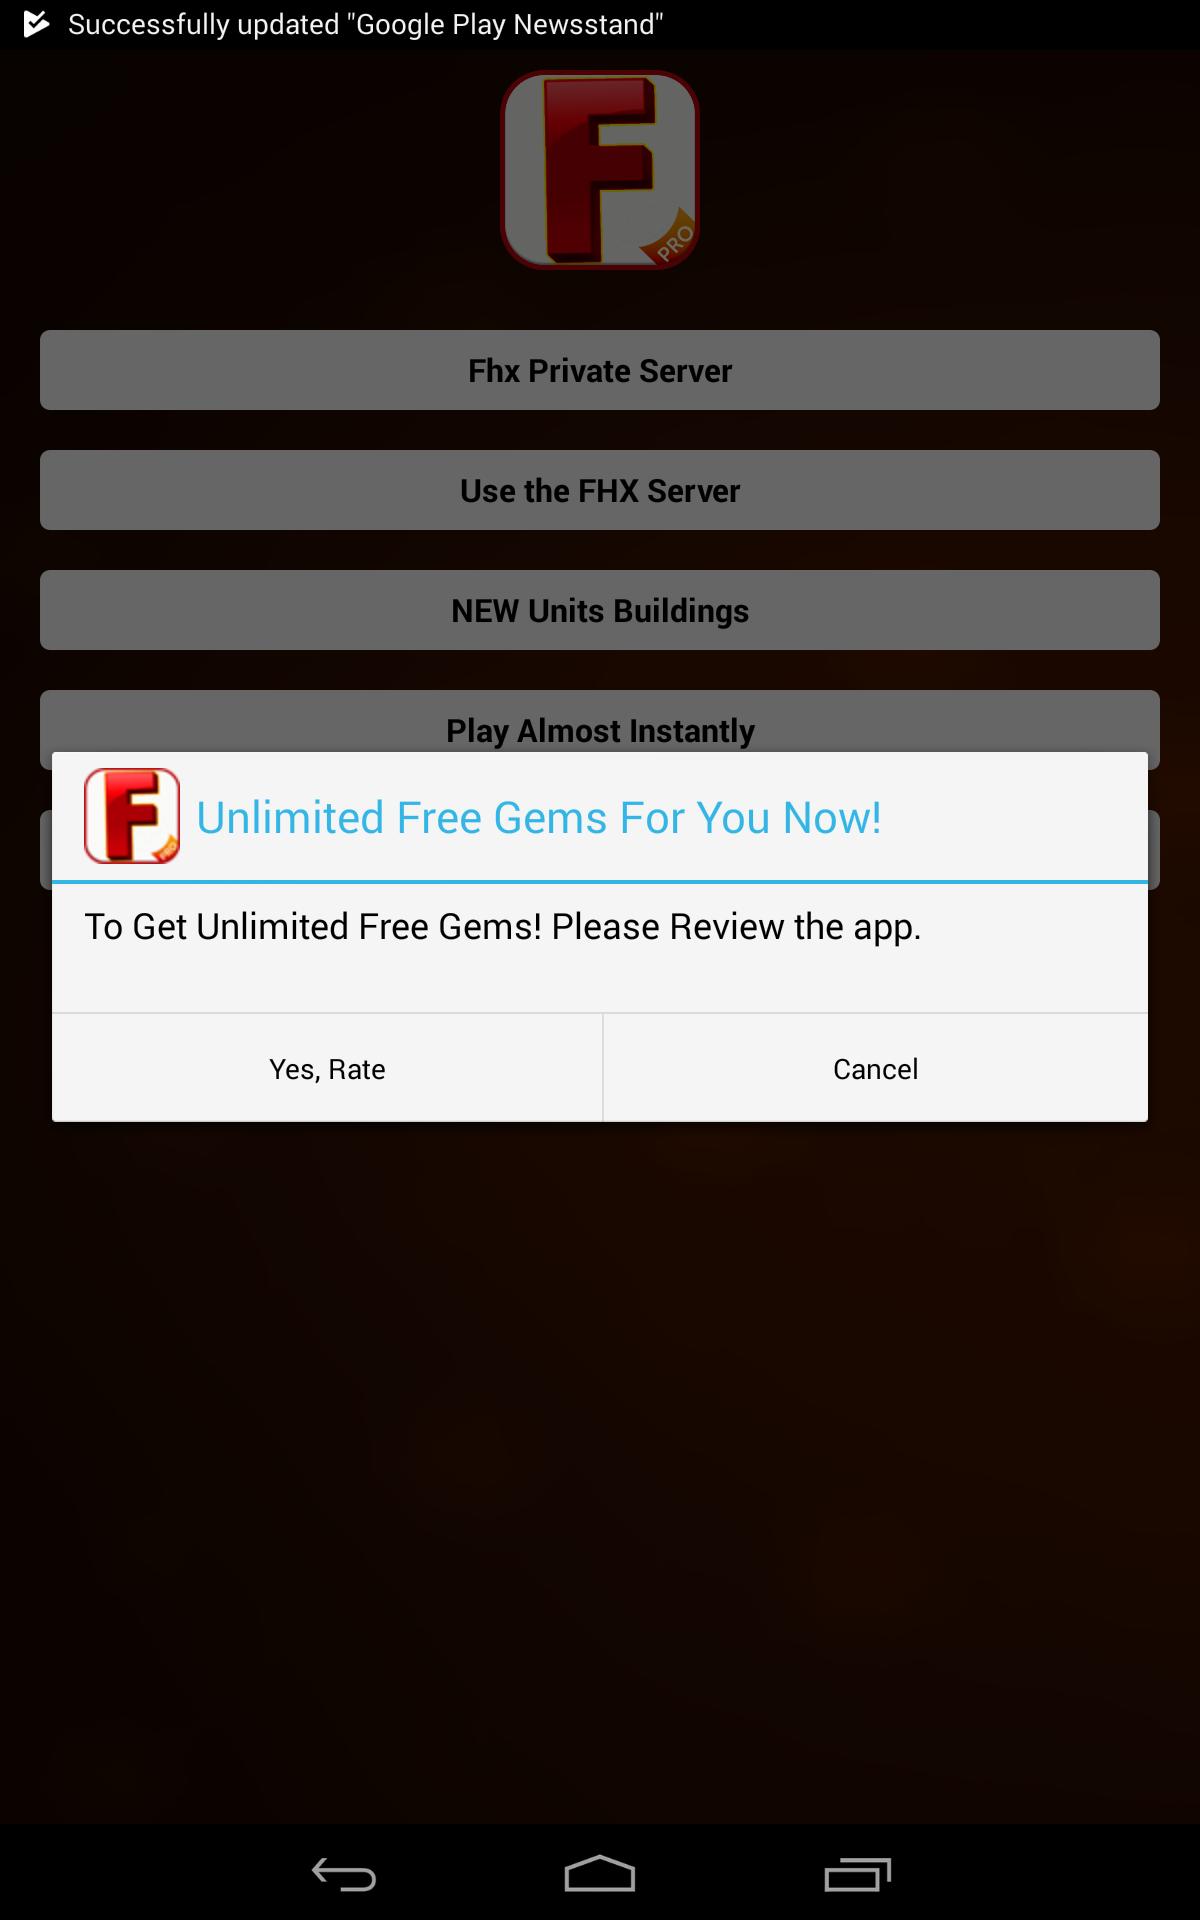 Successfully updated "Google Play Newsstand"
F
PRO
Fhx Private Server
Use the FHX Server
NEW Units Buildings
Play Almost Instantly
F
PRO
Unlimited Free Gems For You Now!
To Get Unlimited Free Gems! Please Review the app.
Yes, Rate
Cancel